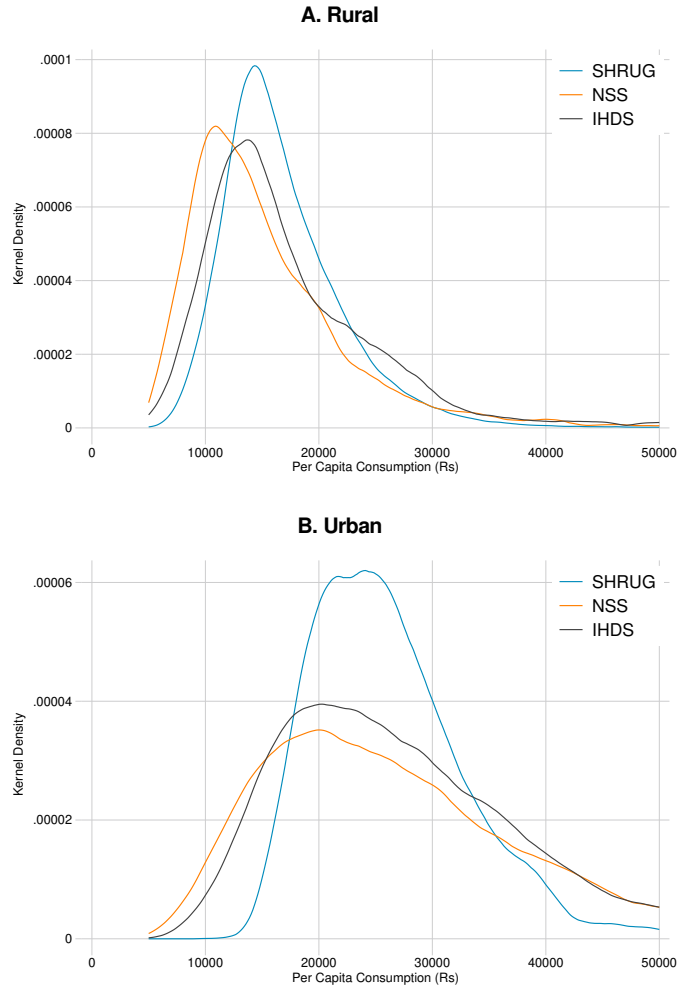 A. Rural
.0001
.00008
.00006
.00004
.00002
0
Kernel Density
SHRUG
NSS
IHDS
0 10000 20000 30000 40000 50000
Per Capita Consumption (Rs)
B. Urban
.00006
.00004
.00002
0
Kernel Density
SHRUG
NSS
IHDS
0 10000 20000 30000 40000 50000
Per Capita Consumption (Rs)